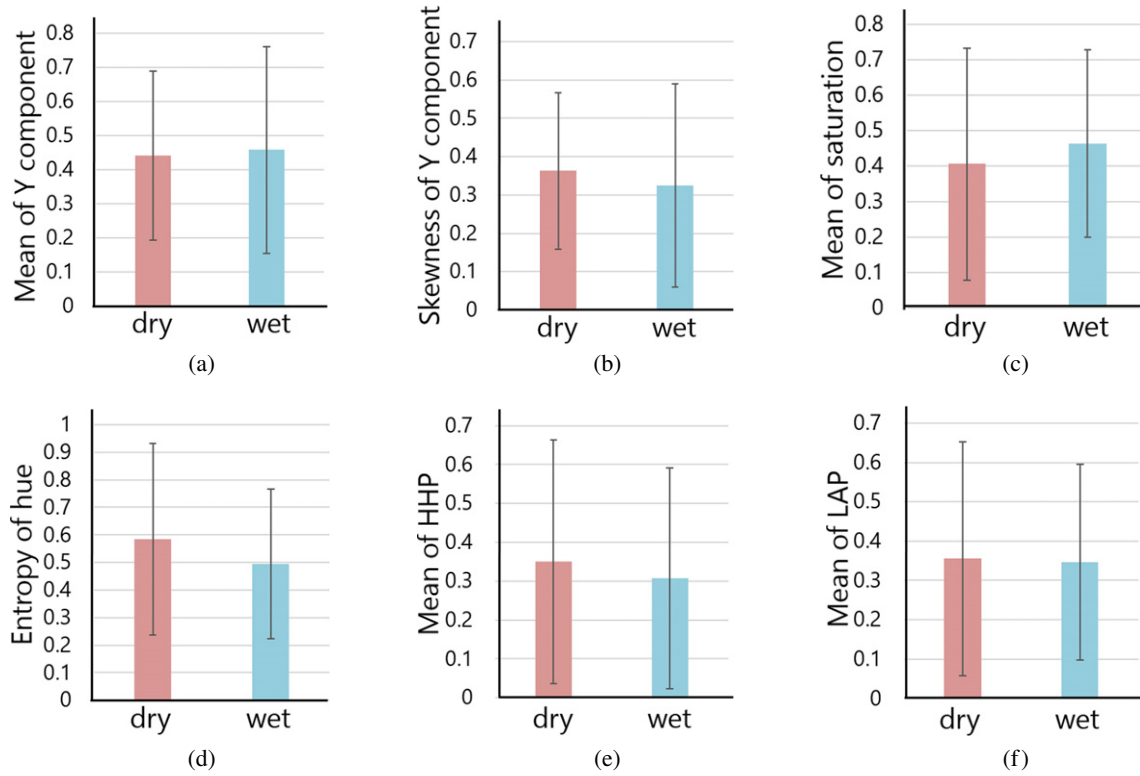 Mean of Y component
0.8
0.7
0.6
0.5
0.4
0.3
0.2
0.1
0
dry wet
(a)
Skewness of Y component
0.7
0.6
0.5
0.4
0.3
0.2
0.1
0
dry wet
(b)
Mean of saturation
0.8
0.7
0.6
0.5
0.4
0.3
0.2
0.1
0
dry wet
(c)
Entropy of hue
1
0.9
0.8
0.7
0.6
0.5
0.4
0.3
0.2
0.1
0
dry wet
(d)
Mean of HHP
0.7
0.6
0.5
0.4
0.3
0.2
0.1
0
dry wet
(e)
Mean of LAP
0.7
0.6
0.5
0.4
0.3
0.2
0.1
0
dry wet
(f)